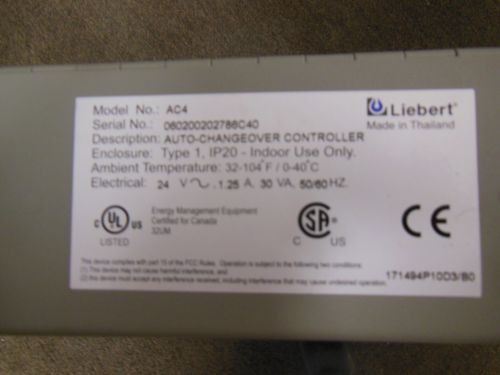 Model No.: AC4
Liebert®
Serial No.: 060200202786C40
Made in Thailand
Description: AUTO-CHANGEOVER CONTROLLER
Enclosure: Type 1, IP20 - Indoor Use Only.
Ambient Temperature: 32-104°F / 0-40°C
Electrical: 24 V ~ . 1.25 A, 30 VA, 50/60 HZ.
C UL US
LISTED
Energy Management Equipment
Certified for Canada
32UM
SA
C US
CE
This device complies with part 15 of the FCC Rules. Operation is subject to the following two conditions:
(1) This device may not cause harmful interference, and
(2) this device must accept any interference received, including interference that may cause undesired operation.
171494P10D3/B0